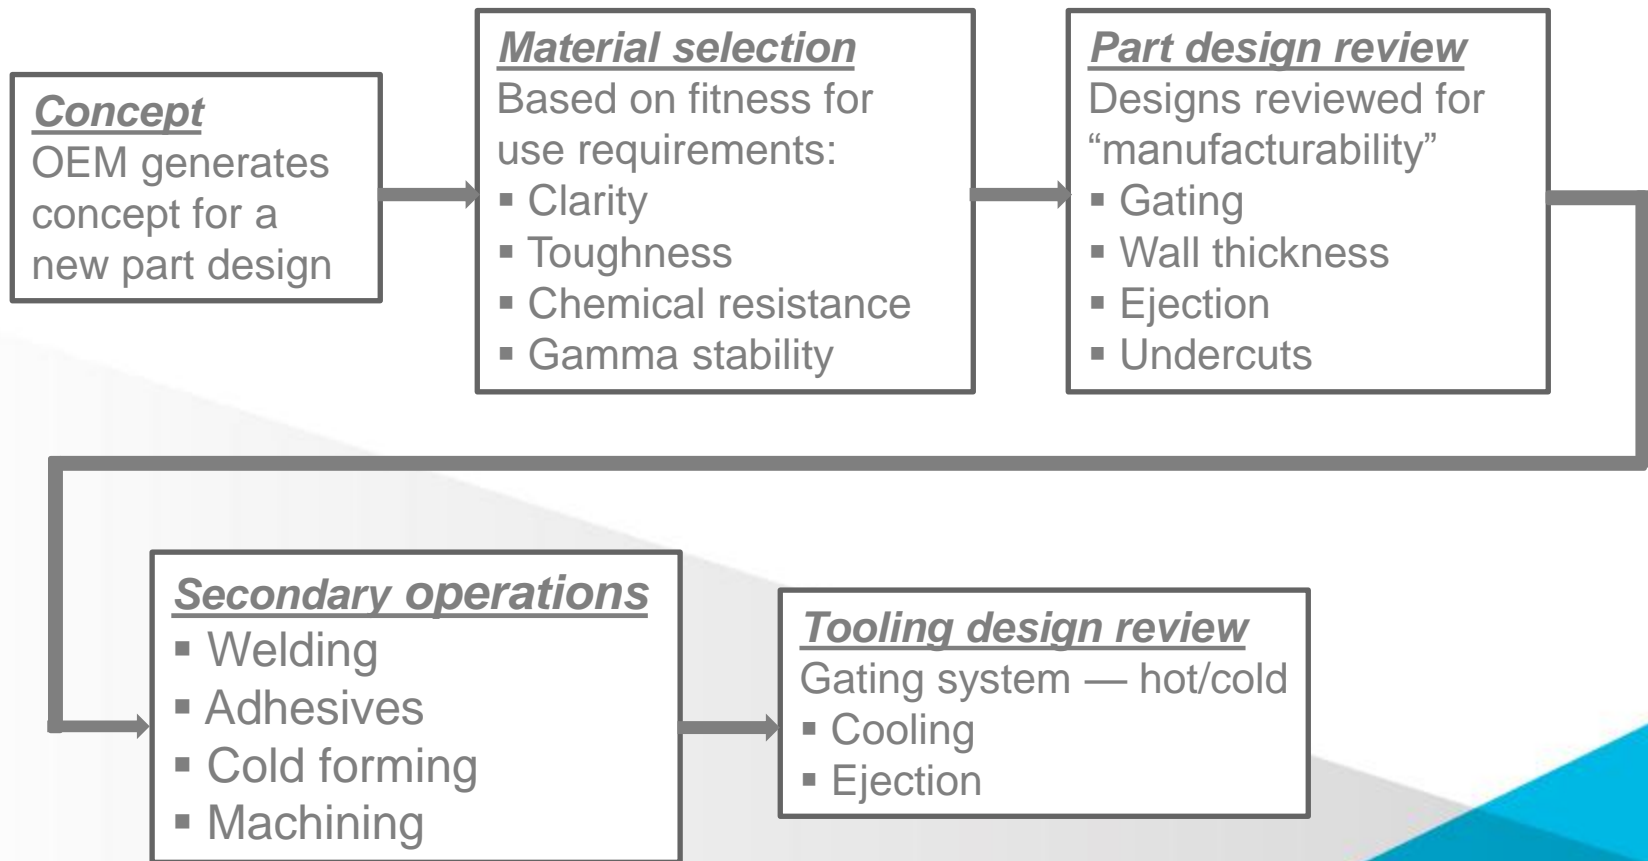 Concept
OEM generates
concept for a
new part design
Material selection
Based on fitness for
use requirements:
▪ Clarity
▪ Toughness
▪ Chemical resistance
▪ Gamma stability
Part design review
Designs reviewed for
“manufacturability”
▪ Gating
▪ Wall thickness
▪ Ejection
▪ Undercuts
Secondary operations
▪ Welding
▪ Adhesives
▪ Cold forming
▪ Machining
Tooling design review
Gating system — hot/cold
▪ Cooling
▪ Ejection